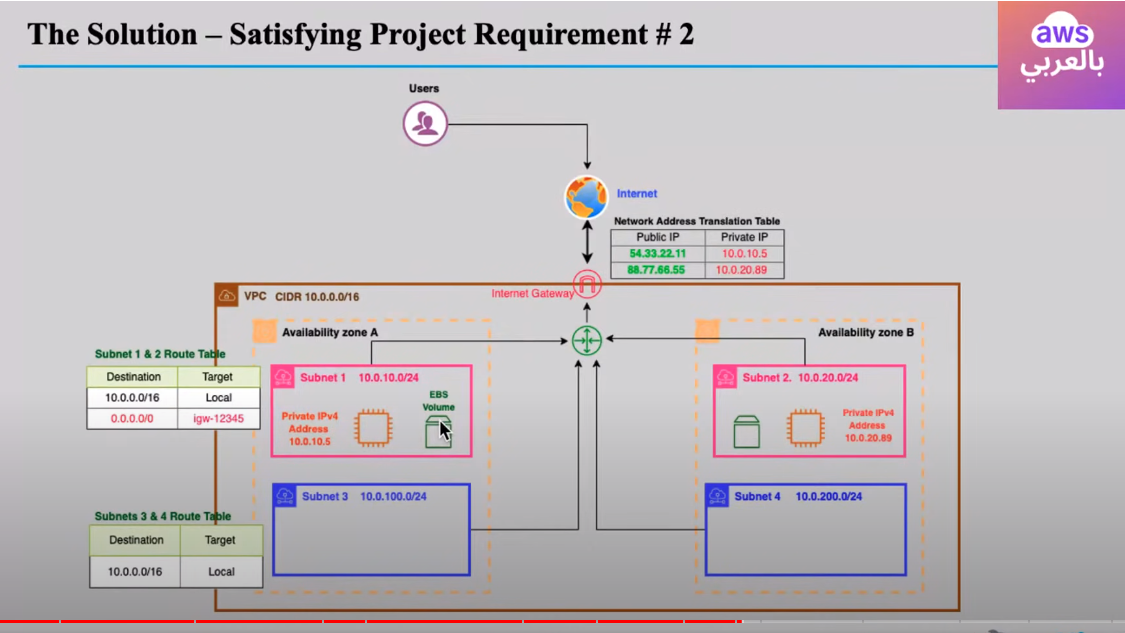 The Solution – Satisfying Project Requirement # 2
aws
بالعربي
Users
Internet
Network Address Translation Table
Public IP Private IP
54.33.22.11 10.0.10.5
88.77.66.55 10.0.20.89
Internet Gateway
VPC CIDR 10.0.0.0/16
Availability zone A
Availability zone B
Subnet 1 & 2 Route Table
Destination Target
10.0.0.0/16 Local
0.0.0.0/0 igw-12345
Subnet 1 10.0.10.0/24
EBS
Volume
Private IPv4
Address
10.0.10.5
Subnet 2. 10.0.20.0/24
Private IPv4
Address
10.0.20.89
Subnet 3 10.0.100.0/24
Subnet 4 10.0.200.0/24
Subnets 3 & 4 Route Table
Destination Target
10.0.0.0/16 Local